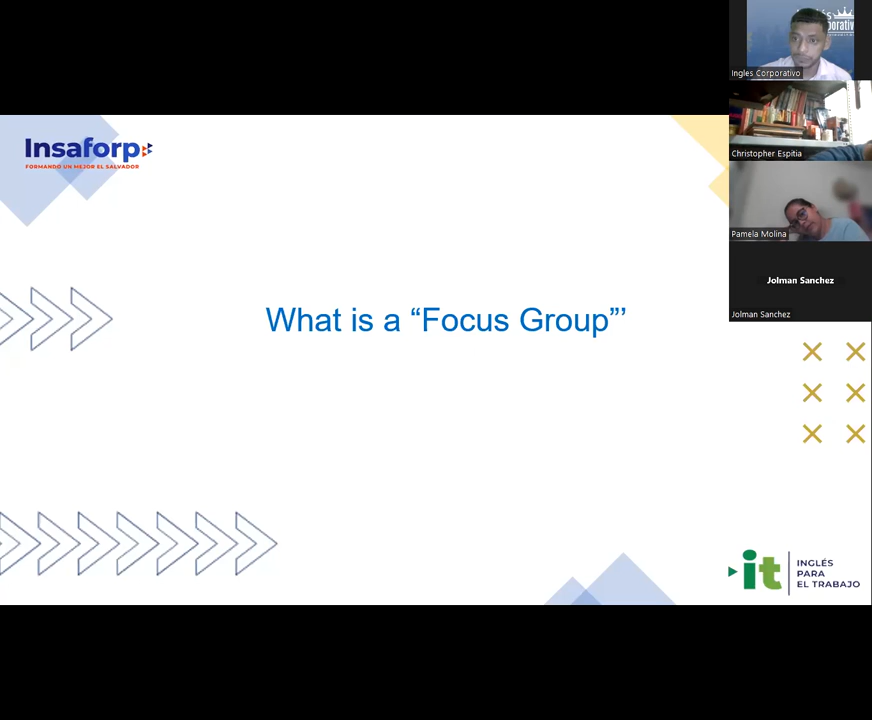 Insaforp
FORMANDO UN MEJOR EL SALVADOR
What is a “Focus Group”’
it
INGLÉS
PARA
EL TRABAJO
Ingles Corporativo
Christopher Espitia
Pamela Molina
Jolman Sanchez
Jolman Sanchez